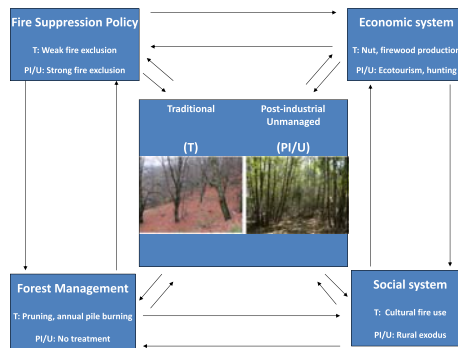 Fire Suppression Policy
T: Weak fire exclusion
PI/U: Strong fire exclusion
Economic system
T: Nut, firewood production
PI/U: Ecotourism, hunting
Traditional
(T)
Post-industrial
Unmanaged
(PI/U)
Forest Management
T: Pruning, annual pile burning
PI/U: No treatment
Social system
T: Cultural fire use
PI/U: Rural exodus